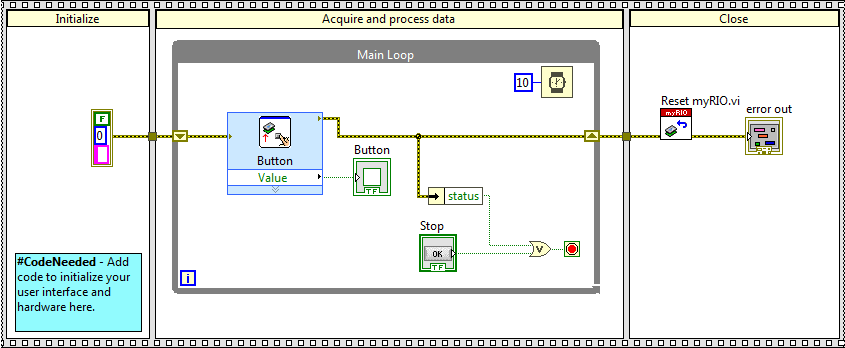 Initialize
Acquire and process data
Close
Main Loop
10
Reset myRIO.vi
myRIO
error out
F
0
Button
Value
Button
TF
status
Stop
OK
TF
V
i
#CodeNeeded - Add
code to initialize your
user interface and
hardware here.